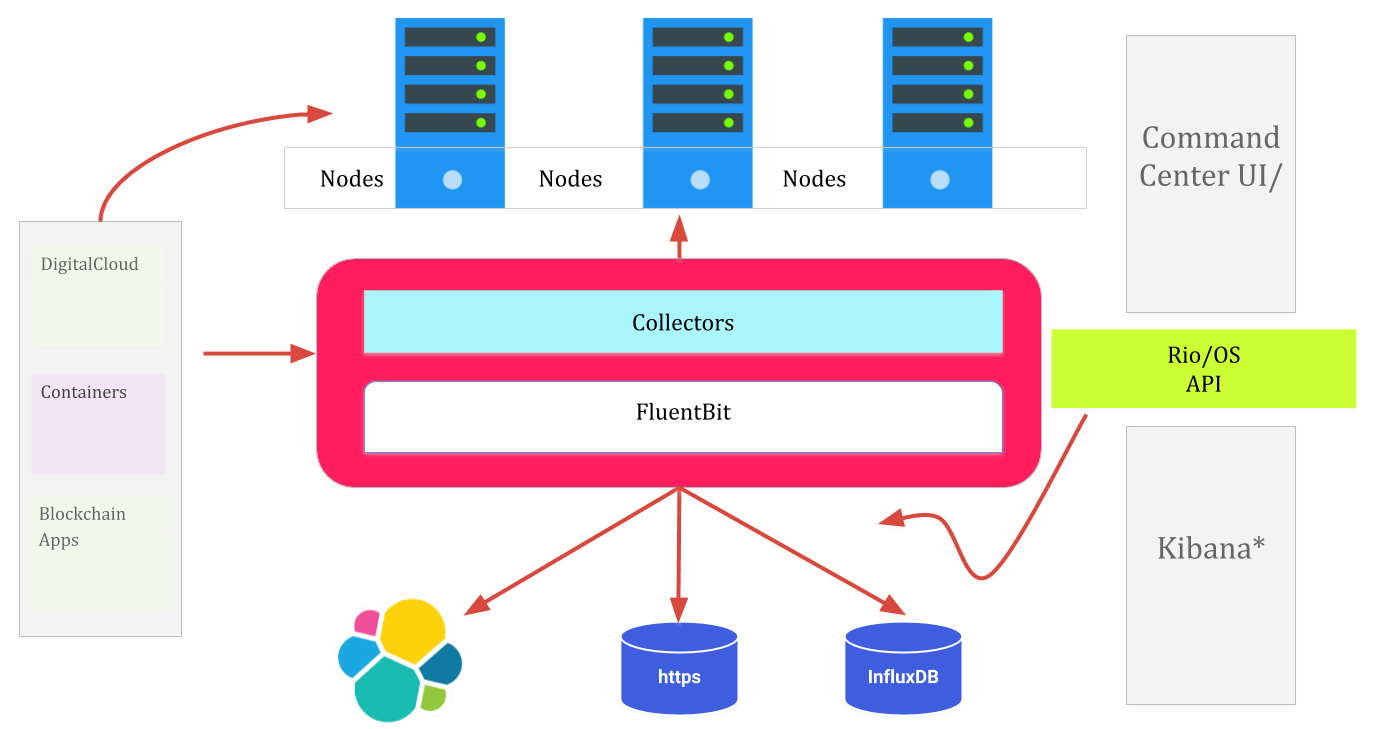 Nodes
Nodes
Nodes
Command
Center UI/
DigitalCloud
Containers
Blockchain
Apps
Collectors
FluentBit
Rio/OS
API
Kibana*
https
InfluxDB